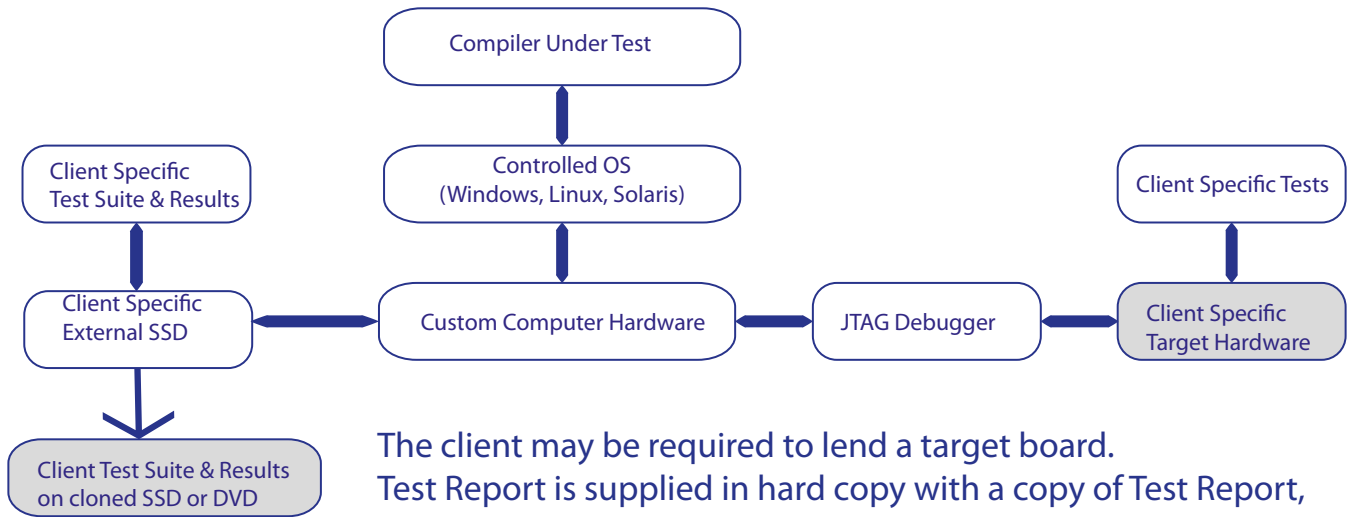 Compiler Under Test
Client Specific
Test Suite & Results
Controlled OS
(Windows, Linux, Solaris)
Client Specific Tests
Client Specific
External SSD
Custom Computer Hardware
JTAG Debugger
Client Specific
Target Hardware
Client Test Suite & Results
on cloned SSD or DVD
The client may be required to lend a target board.
Test Report is supplied in hard copy with a copy of Test Report,